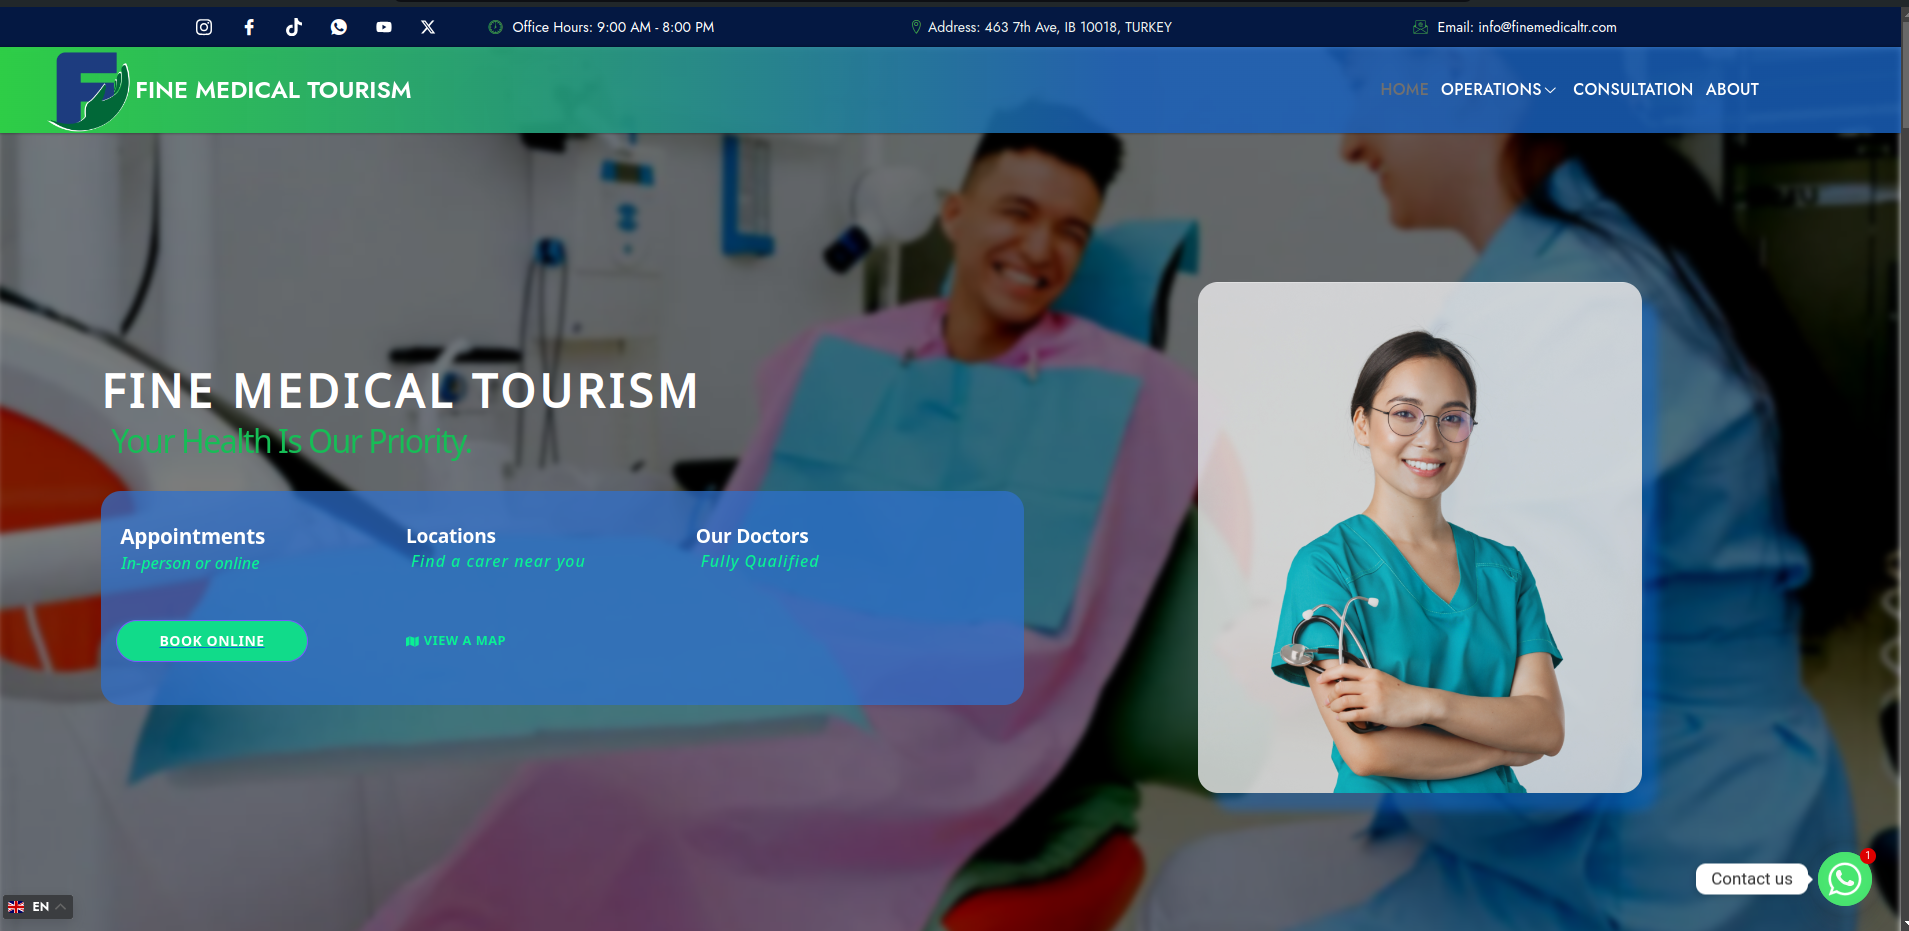 Office Hours: 9:00 AM - 8:00 PM
Address: 463 7th Ave, IB 10018, TURKEY
Email: info@finemedicaltr.com
FINE MEDICAL TOURISM
HOME
OPERATIONS
CONSULTATION
ABOUT
FINE MEDICAL TOURISM
Your Health Is Our Priority.
Appointments
In-person or online
BOOK ONLINE
Locations
Find a carer near you
VIEW A MAP
Our Doctors
Fully Qualified
Contact us
1
EN